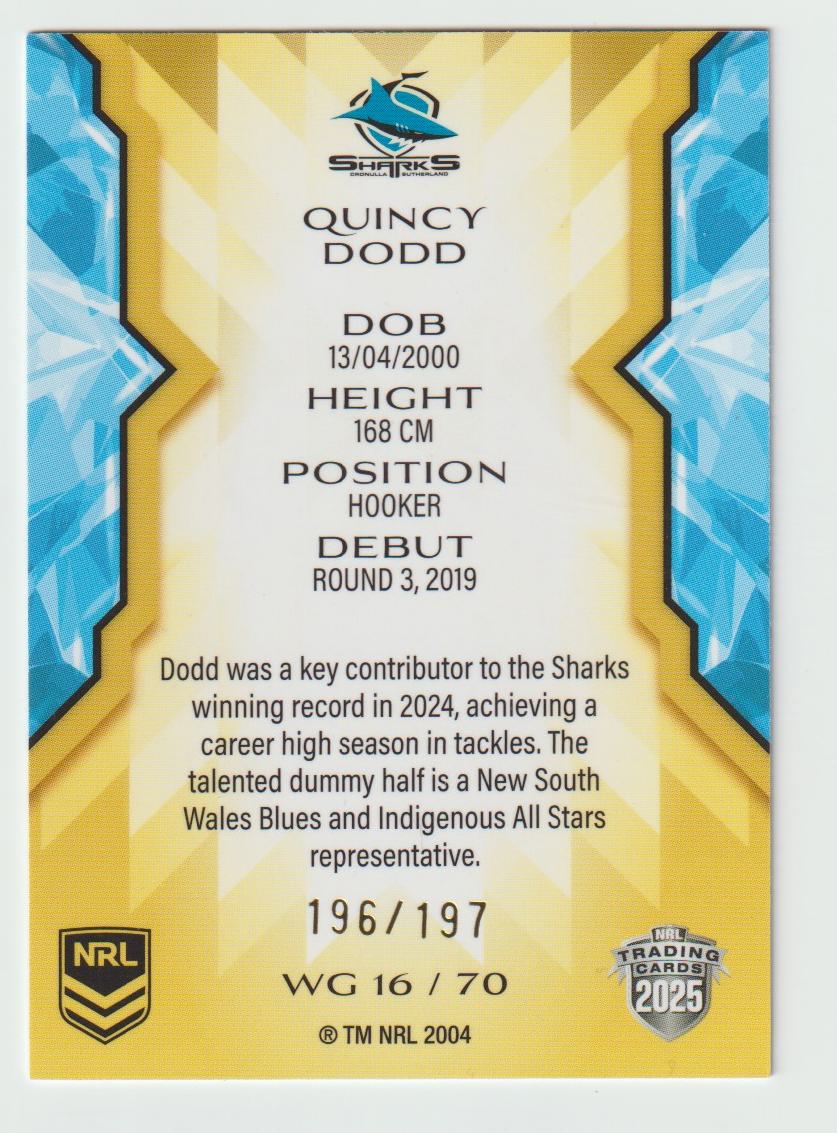 SHARKS
CRONULLA SUTHERLAND
QUINCY
DODD
DOB
13/04/2000
HEIGHT
168 CM
POSITION
HOOKER
DEBUT
ROUND 3, 2019
Dodd was a key contributor to the Sharks
winning record in 2024, achieving a
career high season in tackles. The
talented dummy half is a New South
Wales Blues and Indigenous All Stars
representative.
196/197
WG 16 / 70
® TM NRL 2004
NRL
NRL
TRADING
CARDS
2025